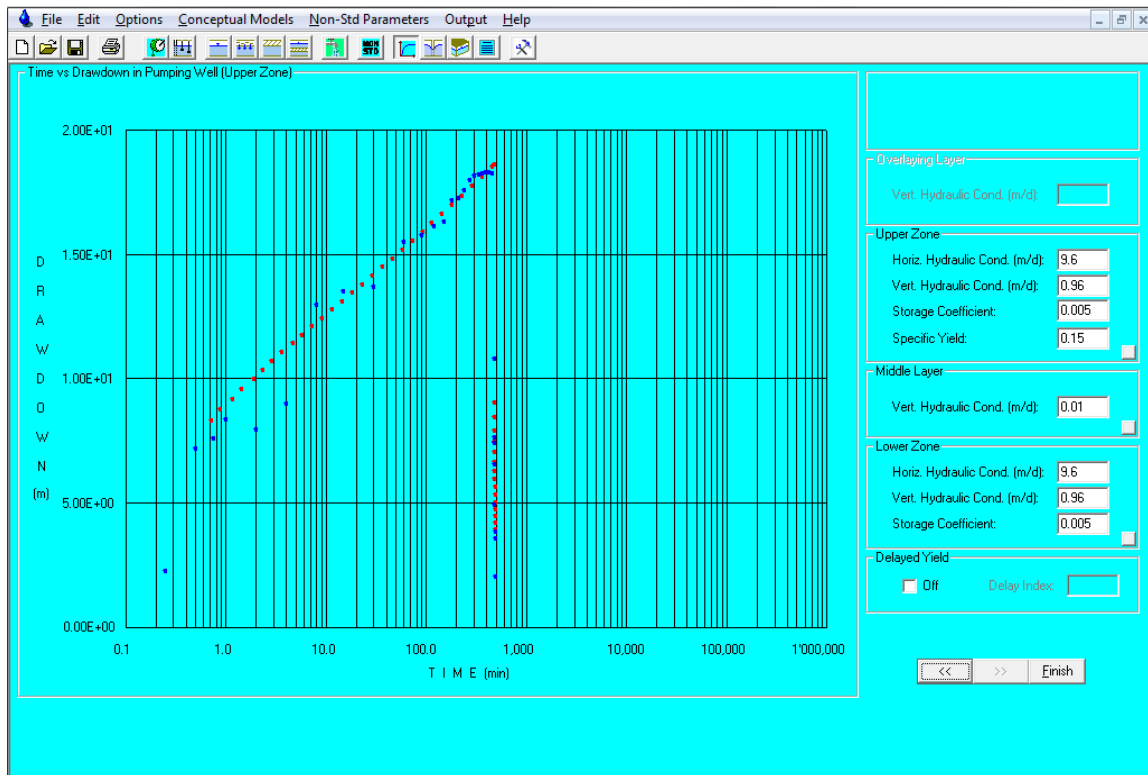 File Edit Options Conceptual Models Non-Std Parameters Output Help
NON STD
Time vs Drawdown in Pumping Well (Upper Zone)
2.00E+01
1.50E+01
1.00E+01
5.00E+00
0.00E+00
D
R
A
W
D
O
W
N
(m)
0.1 1.0 10.0 100.0 1,000 10,000 100,000 1'000,000
T I M E (min)
Overlaying Layer
Vert. Hydraulic Cond. (m/d):
Upper Zone
Horiz. Hydraulic Cond. (m/d): 9.6
Vert. Hydraulic Cond. (m/d): 0.96
Storage Coefficient: 0.005
Specific Yield: 0.15
Middle Layer
Vert. Hydraulic Cond. (m/d): 0.01
Lower Zone
Horiz. Hydraulic Cond. (m/d): 9.6
Vert. Hydraulic Cond. (m/d): 0.96
Storage Coefficient: 0.005
Delayed Yield
Off Delay Index:
<< >> Finish